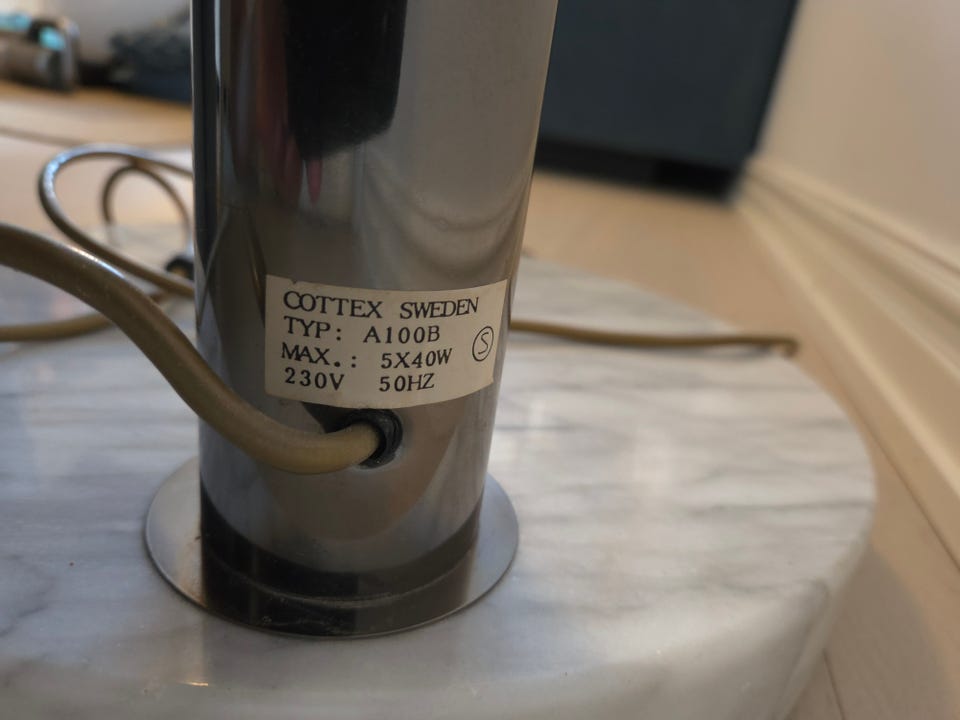 COTTEX SWEDEN
TYP: A100B
MAX.: 5X40W Ⓢ
230V 50HZ